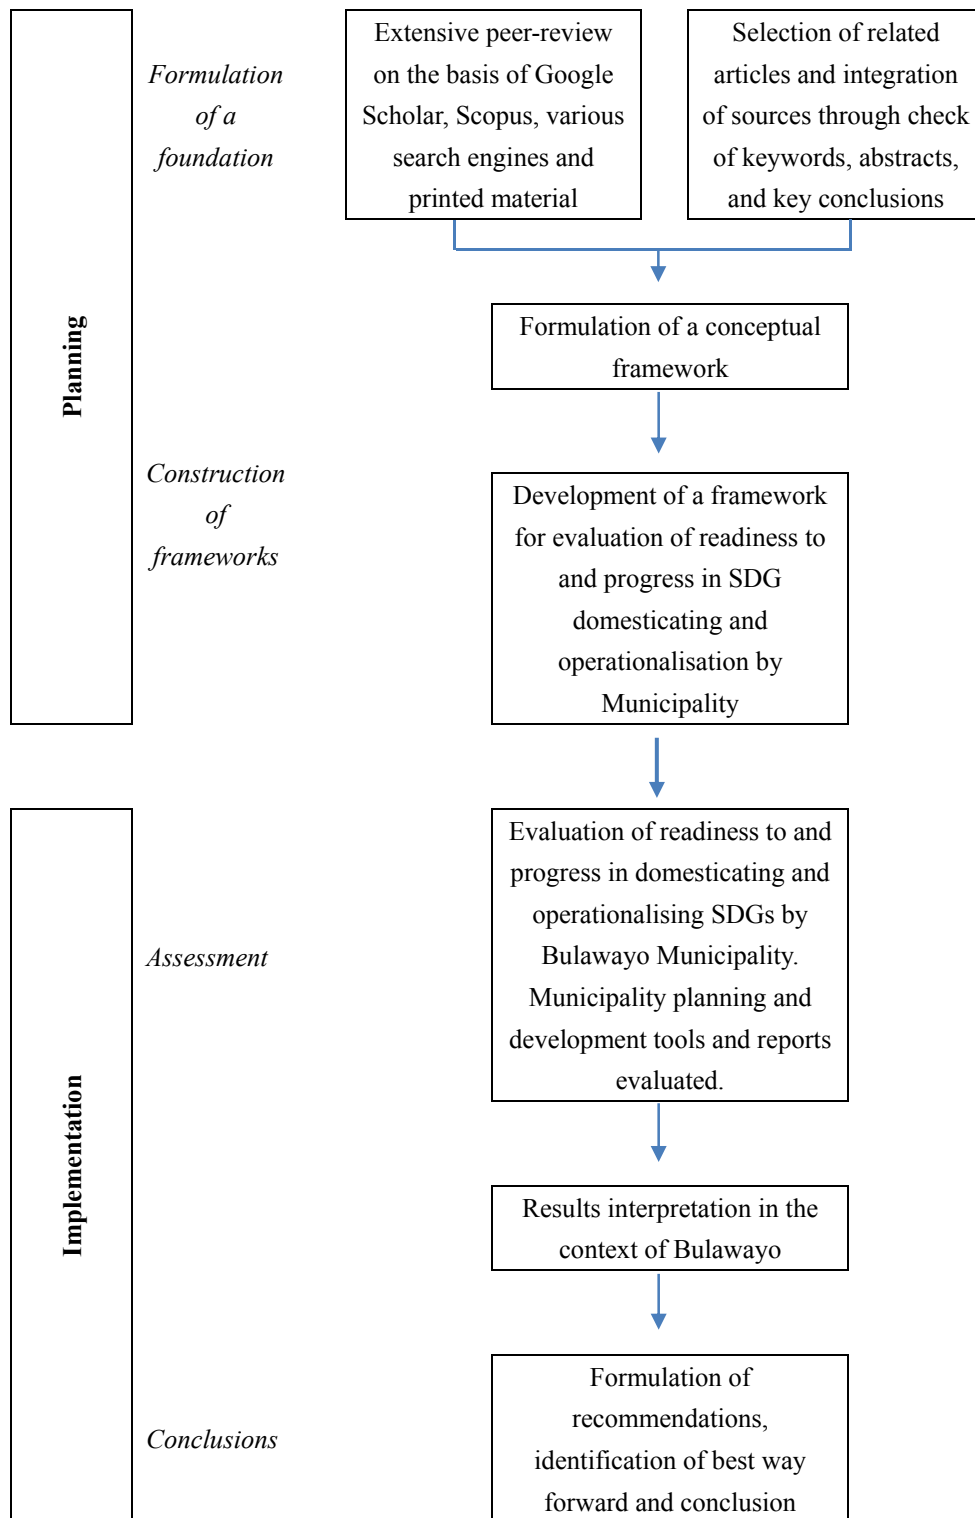 Planning
Formulation
of a
foundation
Extensive peer-review
on the basis of Google
Scholar, Scopus, various
search engines and
printed material
Selection of related
articles and integration
of sources through check
of keywords, abstracts,
and key conclusions
Formulation of a conceptual
framework
Construction
of
frameworks
Development of a framework
for evaluation of readiness to
and progress in SDG
domesticating and
operationalisation by
Municipality
Implementation
Assessment
Evaluation of readiness to and
progress in domesticating and
operationalising SDGs by
Bulawayo Municipality.
Municipality planning and
development tools and reports
evaluated.
Results interpretation in the
context of Bulawayo
Conclusions
Formulation of
recommendations,
identification of best way
forward and conclusion